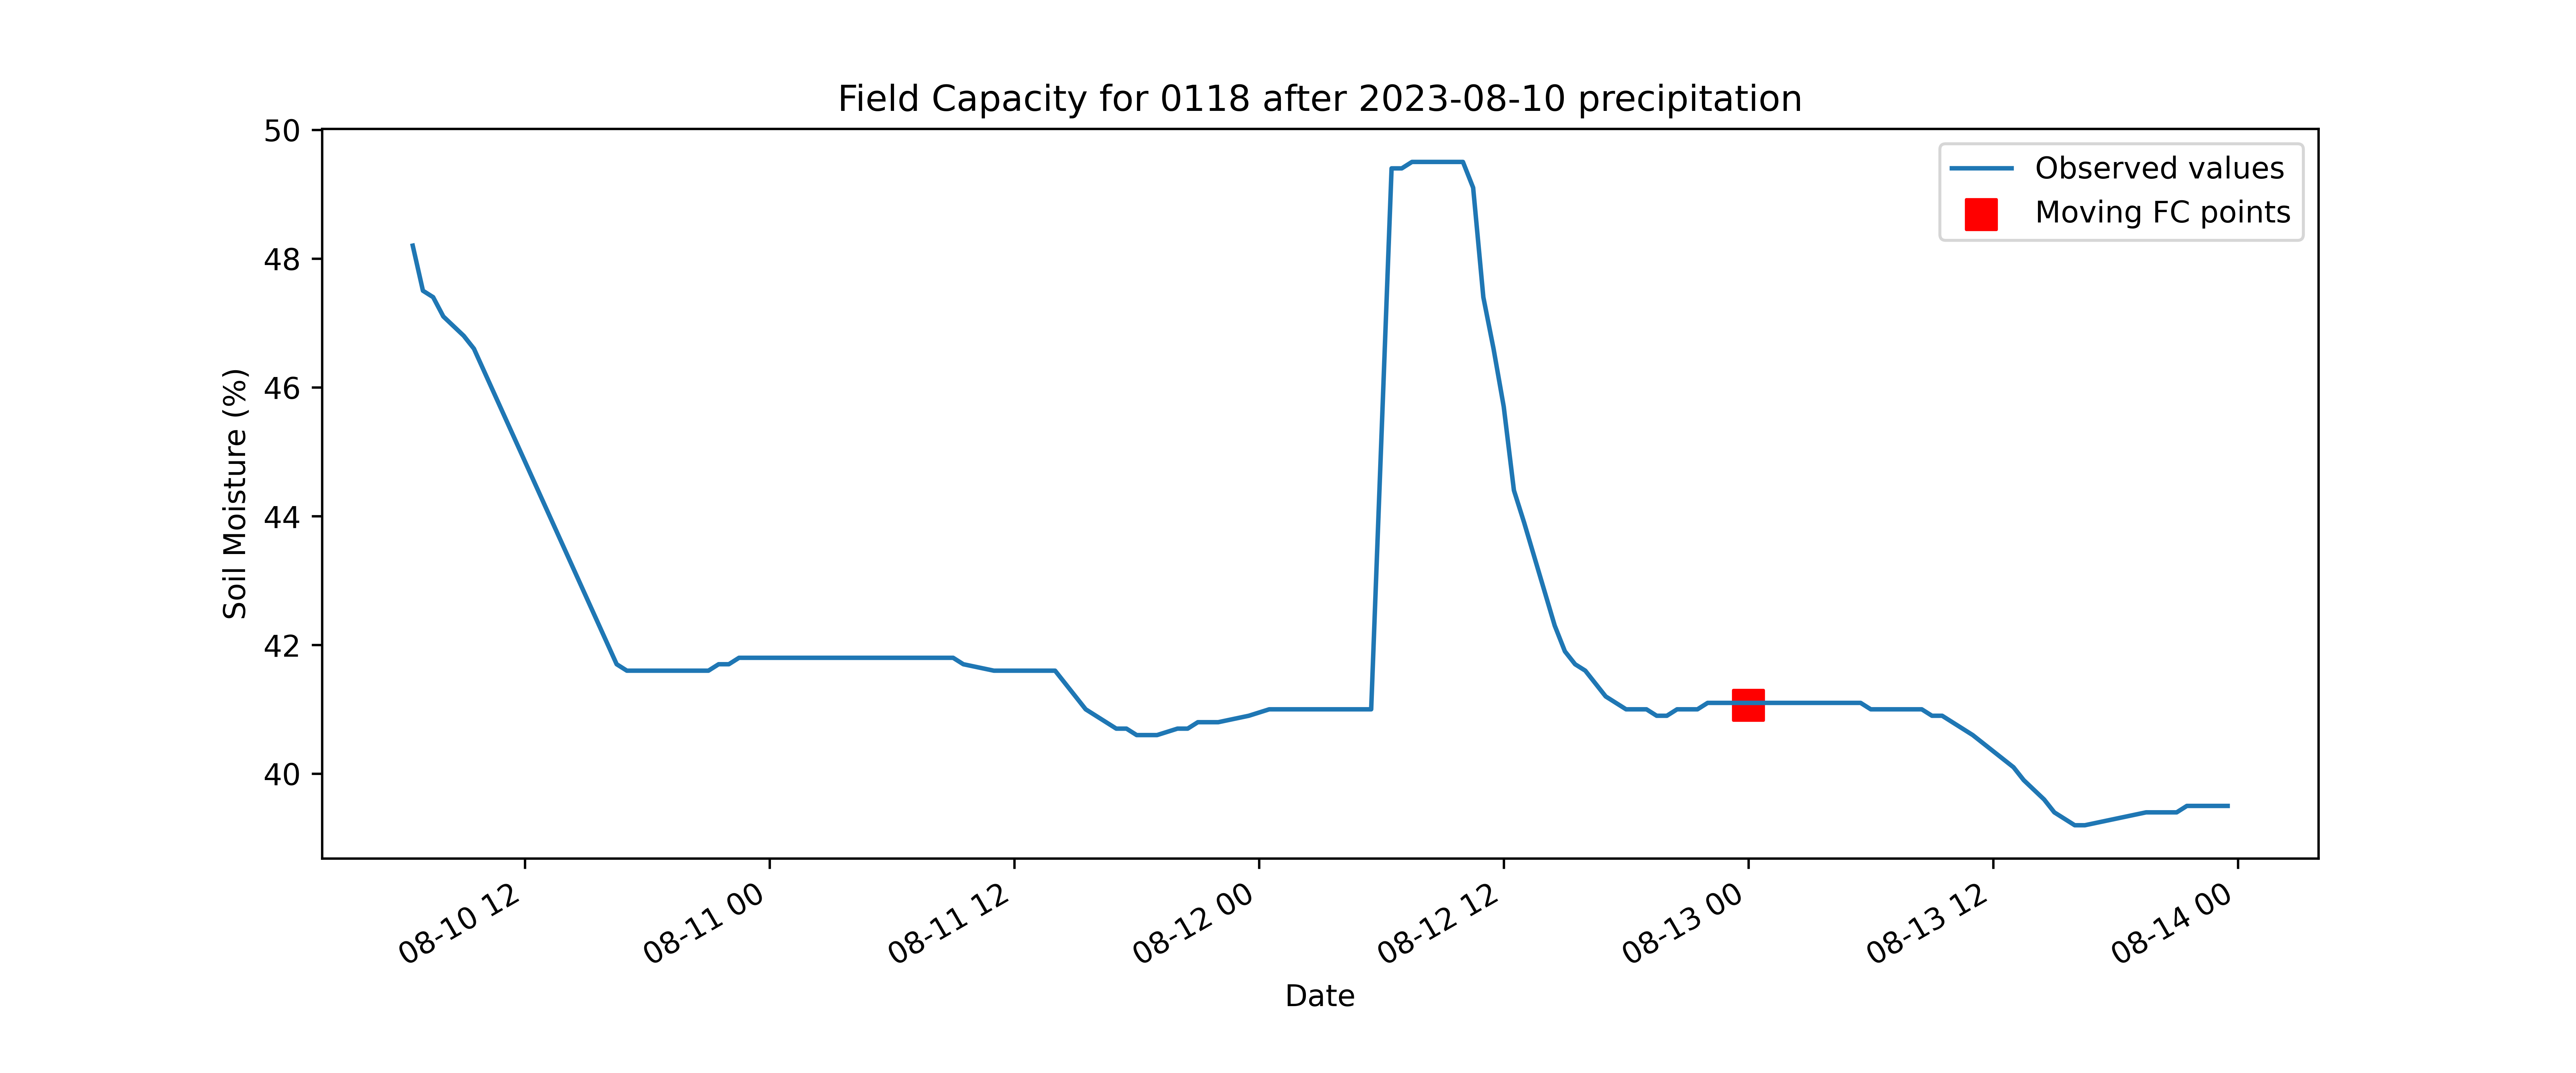 Field Capacity for 0118 after 2023-08-10 precipitation
50
48
46
44
42
40
Soil Moisture (%)
Observed values
Moving FC points
08-10 12
08-11 00
08-11 12
08-12 00
08-12 12
08-13 00
08-13 12
08-14 00
Date